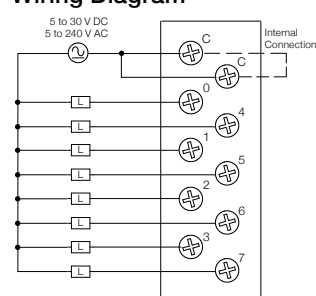 Wiring Diagram
5 to 30 V DC
5 to 240 V AC
C
Internal
Connection
C
0
L
4
L
1
L
5
L
2
L
6
L
3
L
7
L